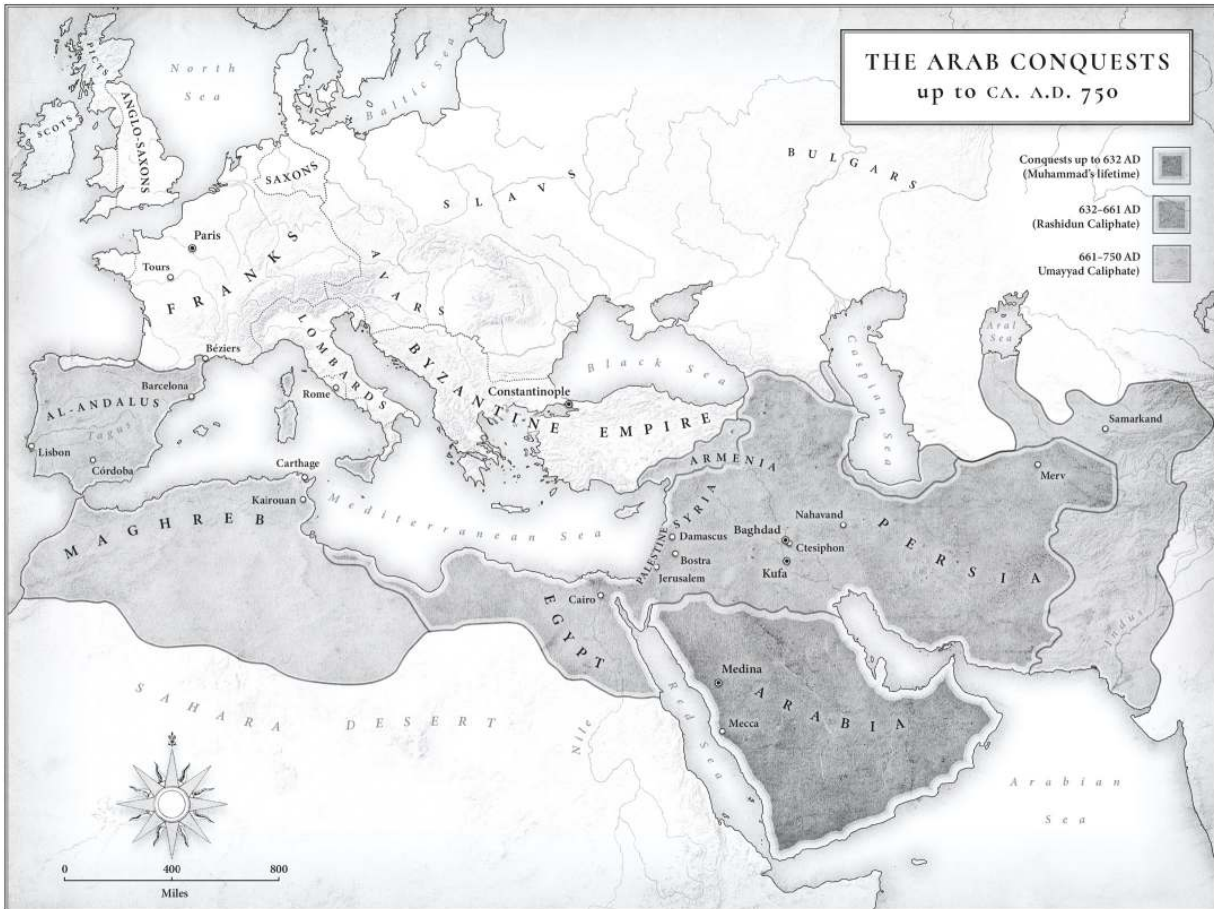 THE ARAB CONQUESTS
up to CA. A.D. 750
Conquests up to 632 AD
(Muhammad's lifetime)
632–661 AD
(Rashidun Caliphate)
661–750 AD
Umayyad Caliphate)
North
Sea
Baltic Sea
PICTS
SCOTS
ANGLO-SAXONS
SAXONS
SLAVS
BULGARS
Paris
Tours
FRANKS
AVARS
LOMBARDS
BYZANTINE EMPIRE
Béziers
Barcelona
Rome
Constantinople
Black Sea
Caspian Sea
Aral
Sea
AL-ANDALUS
Tagus
Lisbon
Córdoba
Carthage
Kairouan
MAGHREB
Mediterranean Sea
ARMENIA
SYRIA
PALESTINE
Damascus
Bostra
Jerusalem
Baghdad
Ctesiphon
Kufa
Nahavand
PERSIA
Merv
Samarkand
Indus
Cairo
EGYPT
Medina
Mecca
ARABIA
Red Sea
Nile
SAHARA DESERT
Arabian
Sea
0
400
800
Miles